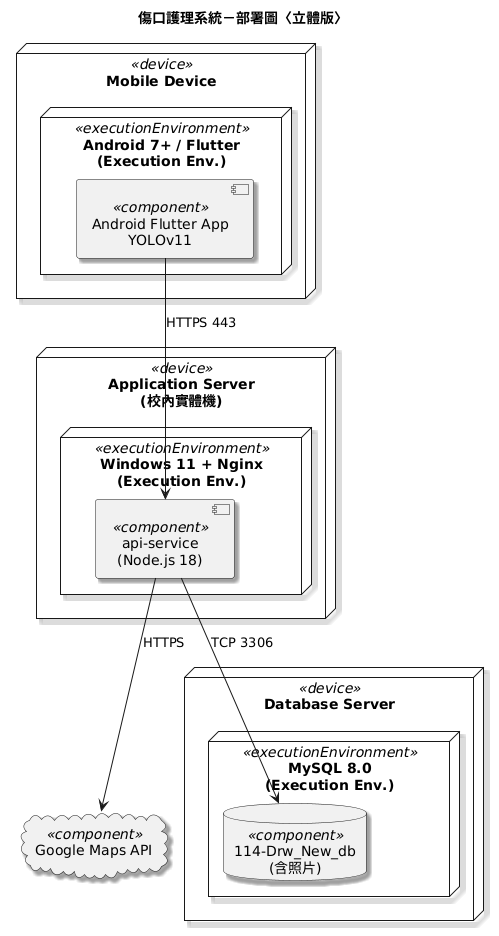 傷口護理系統－部署圖〈立體版〉
«device»
Mobile Device
«executionEnvironment»
Android 7+ / Flutter
(Execution Env.)
«component»
Android Flutter App
YOLOv11
HTTPS 443
«device»
Application Server
(校內實體機)
«executionEnvironment»
Windows 11 + Nginx
(Execution Env.)
«component»
api-service
(Node.js 18)
HTTPS
TCP 3306
«device»
Database Server
«executionEnvironment»
MySQL 8.0
(Execution Env.)
«component»
Google Maps API
«component»
114-Drw_New_db
(含照片)